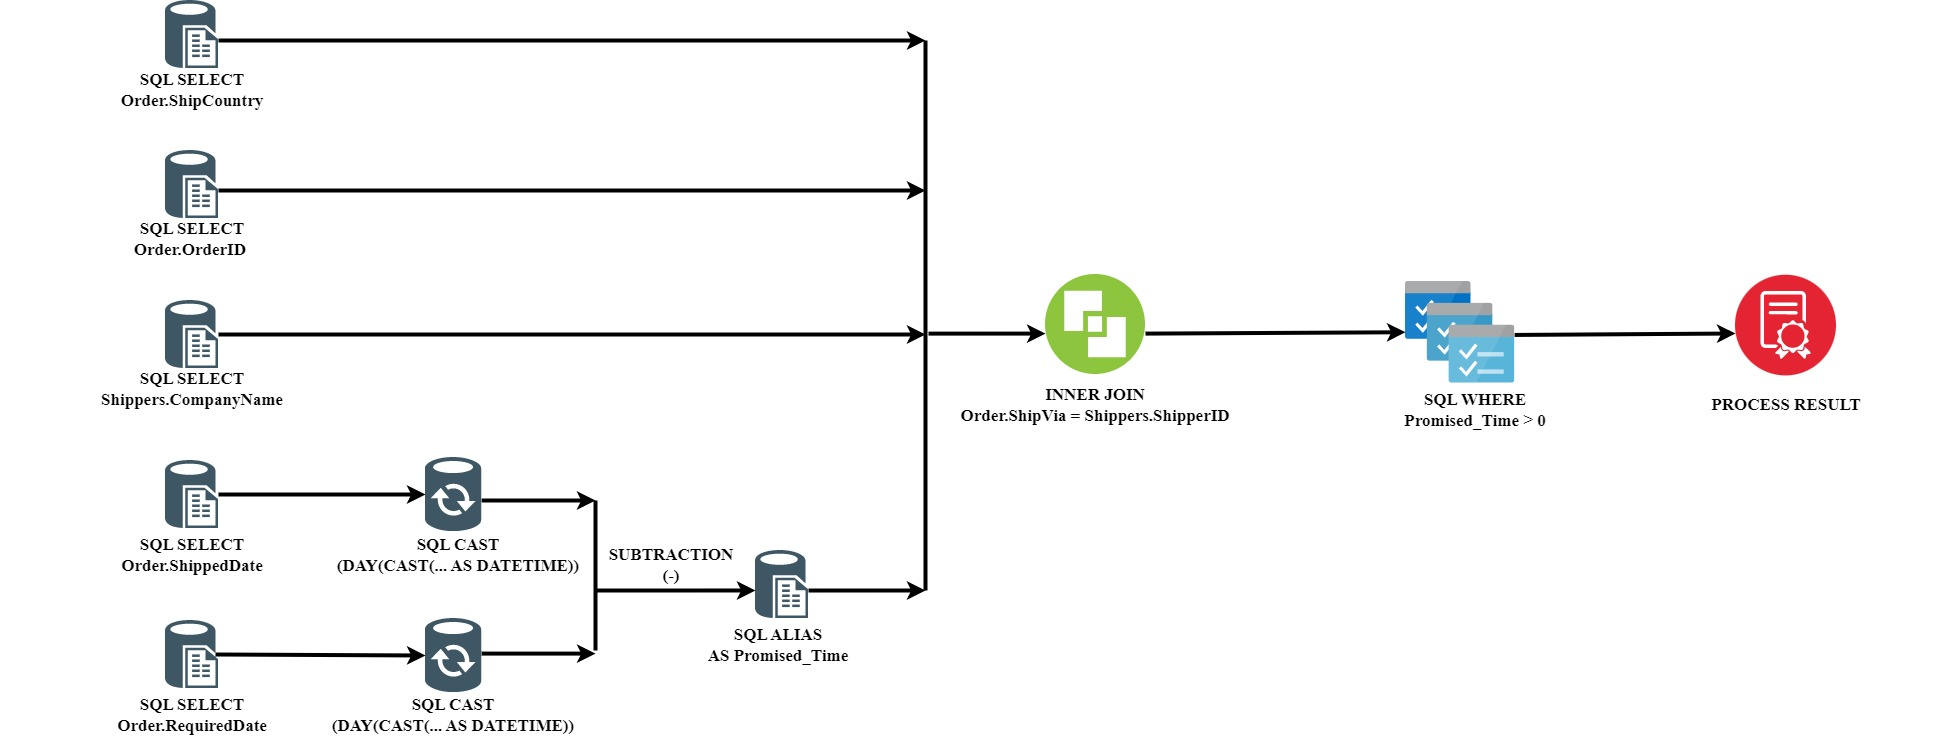 SQL SELECT
Order.ShipCountry
SQL SELECT
Order.OrderID
SQL SELECT
Shippers.CompanyName
SQL SELECT
Order.ShippedDate
SQL CAST
(DAY(CAST(... AS DATETIME))
SQL SELECT
Order.RequiredDate
SQL CAST
(DAY(CAST(... AS DATETIME))
SUBTRACTION
(-)
SQL ALIAS
AS Promised_Time
INNER JOIN
Order.ShipVia = Shippers.ShipperID
SQL WHERE
Promised_Time > 0
PROCESS RESULT